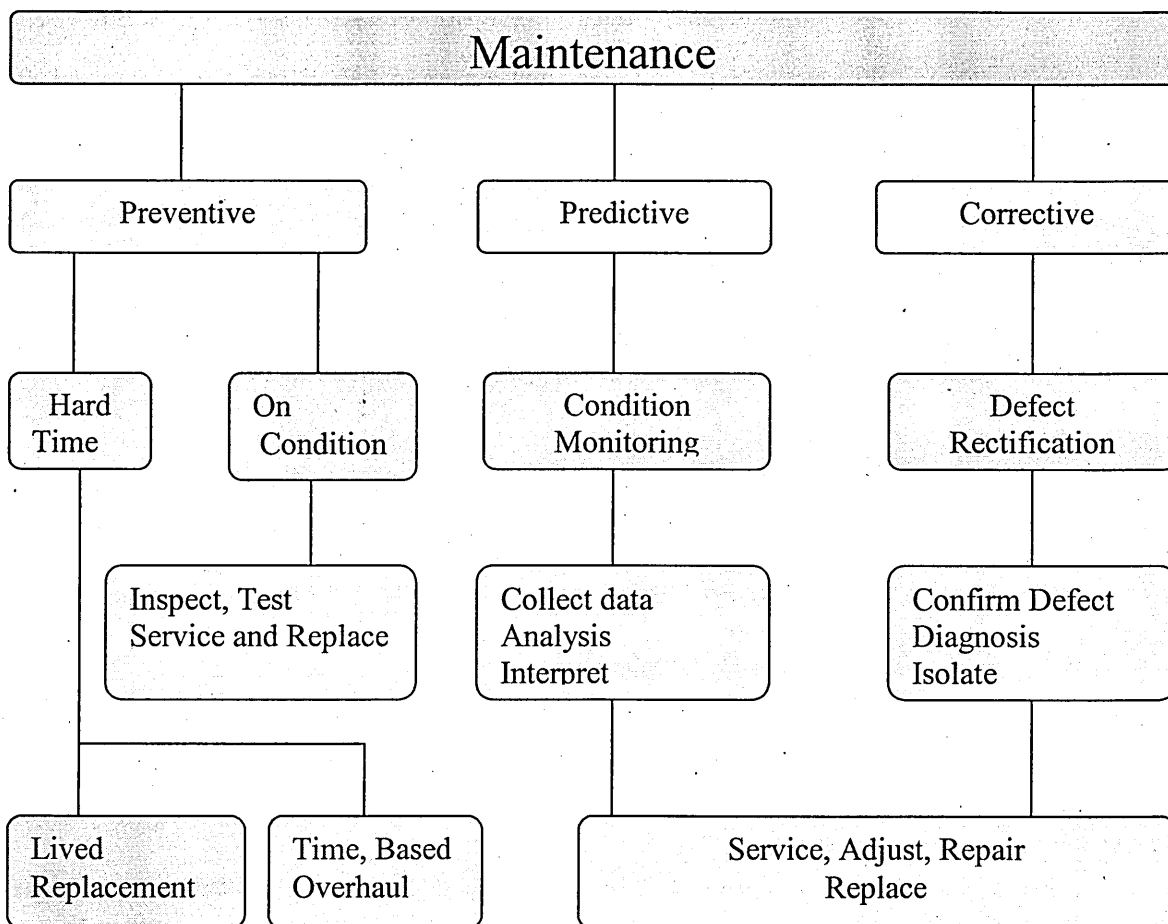 Maintenance
Preventive
Predictive
Corrective
Hard
Time
On
Condition
Condition
Monitoring
Defect
Rectification
Inspect, Test
Service and Replace
Collect data
Analysis
Interpret
Confirm Defect
Diagnosis
Isolate
Lived
Replacement
Time, Based
Overhaul
Service, Adjust, Repair
Replace